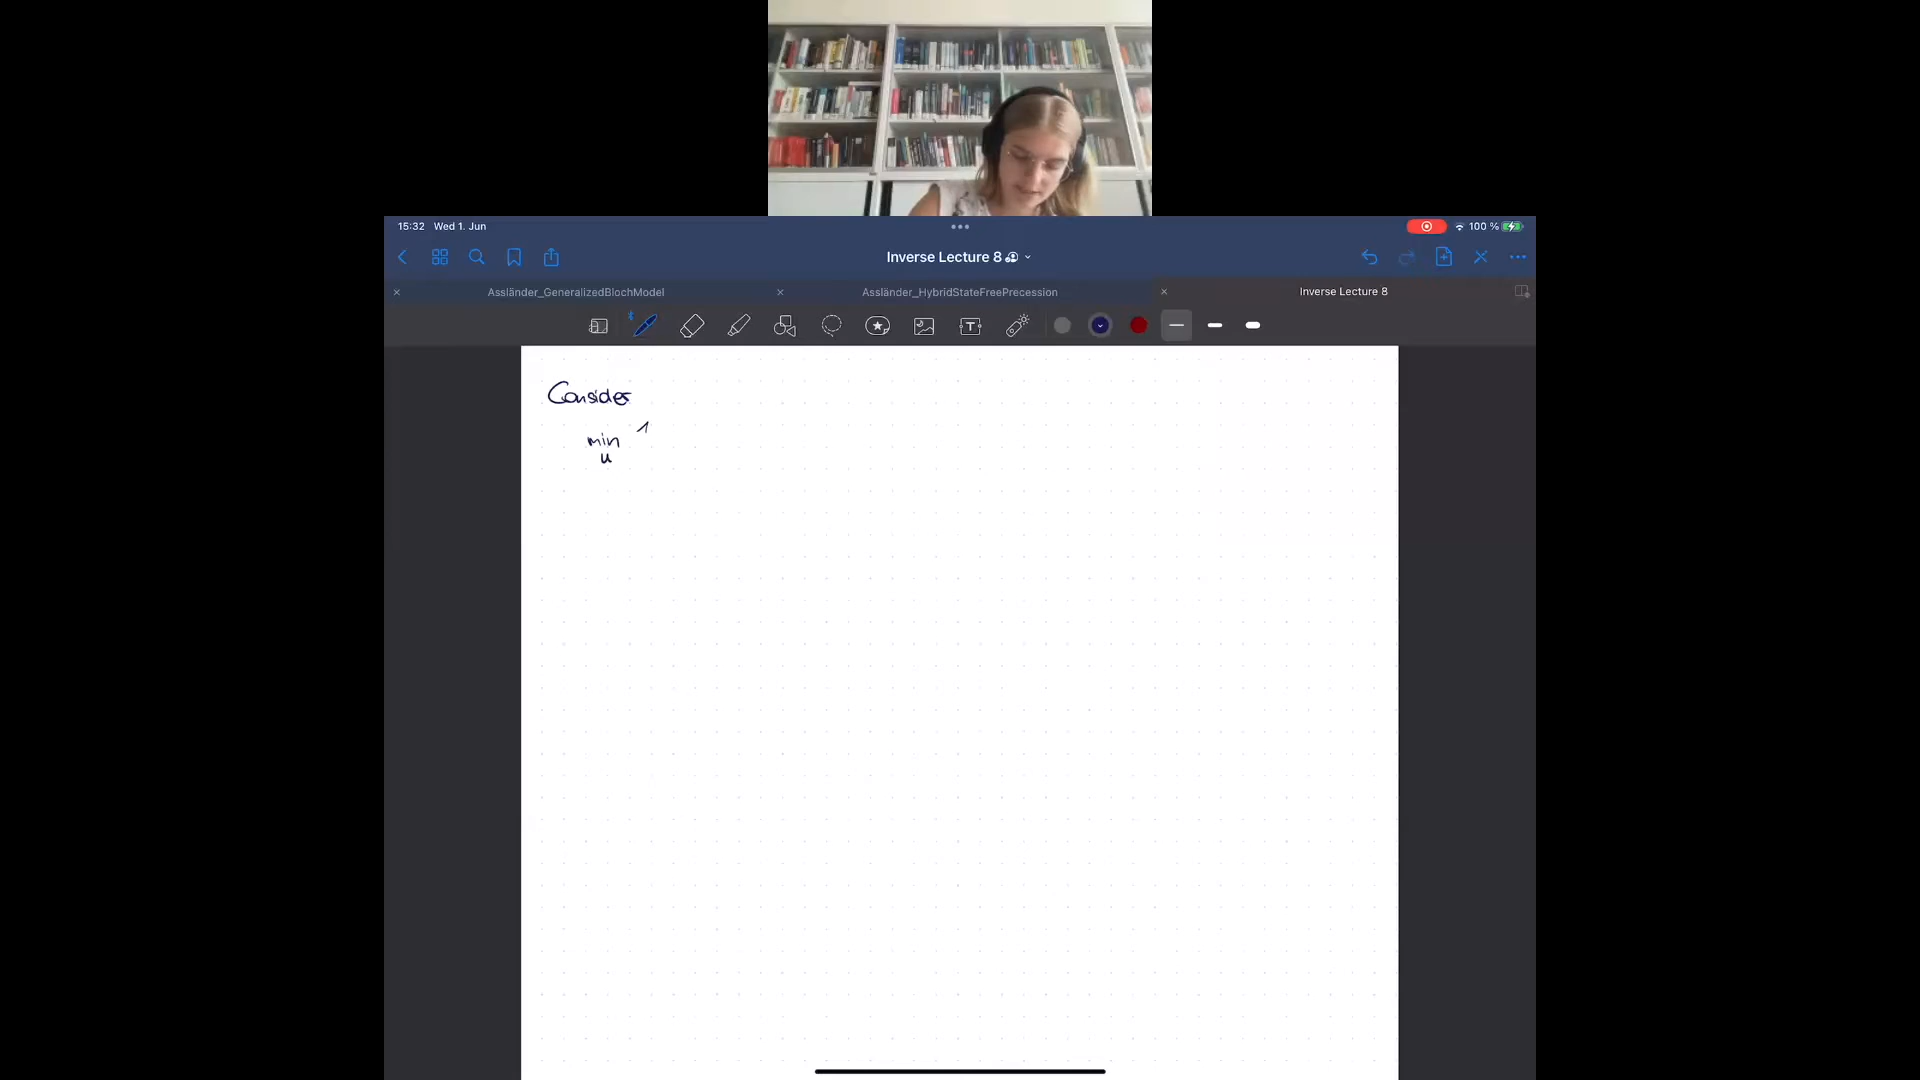 15:32 Wed 1. Jun
100 %
Inverse Lecture 8
Assländer_GeneralizedBlochModel
Assländer_HybridStateFreePrecession
Inverse Lecture 8
T
Consider
min 1
u